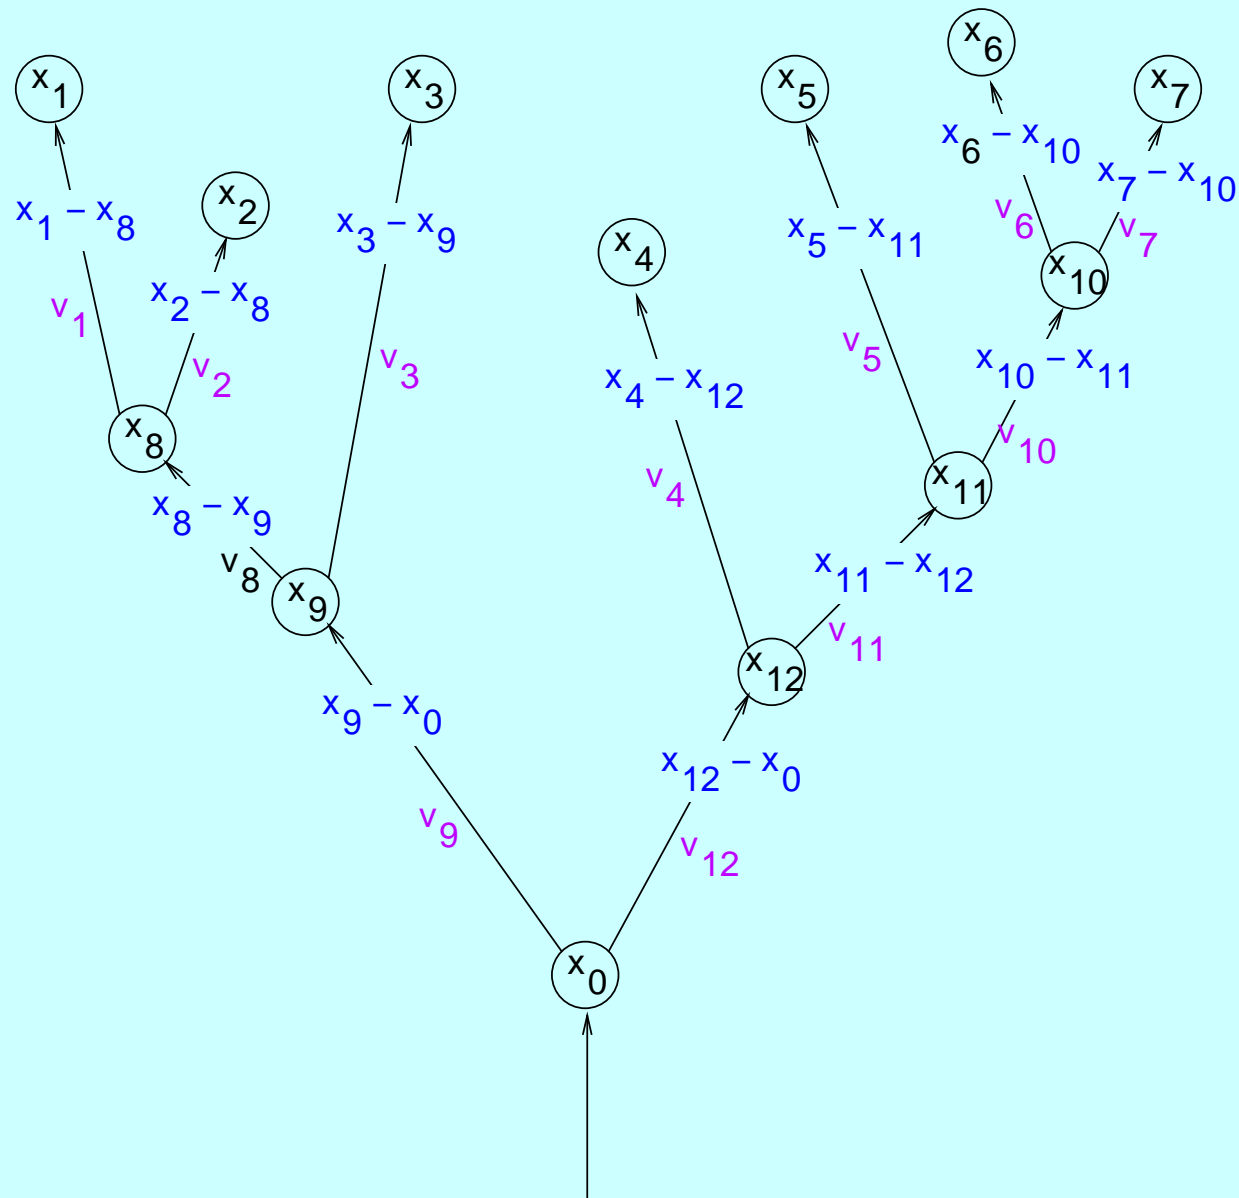 x6
x1
x3
x5
x7
x6 – x10
x7 – x10
x2
x1 – x8
x3 – x9
v6
v7
x5 – x11
x4
x10
x2 – x8
v1
v2
v3
v5
x10 – x11
x4 – x12
x8
v10
v4
x11
x8 – x9
v8
x11 – x12
x9
v11
x12
x9 – x0
x12 – x0
v9
v12
x0